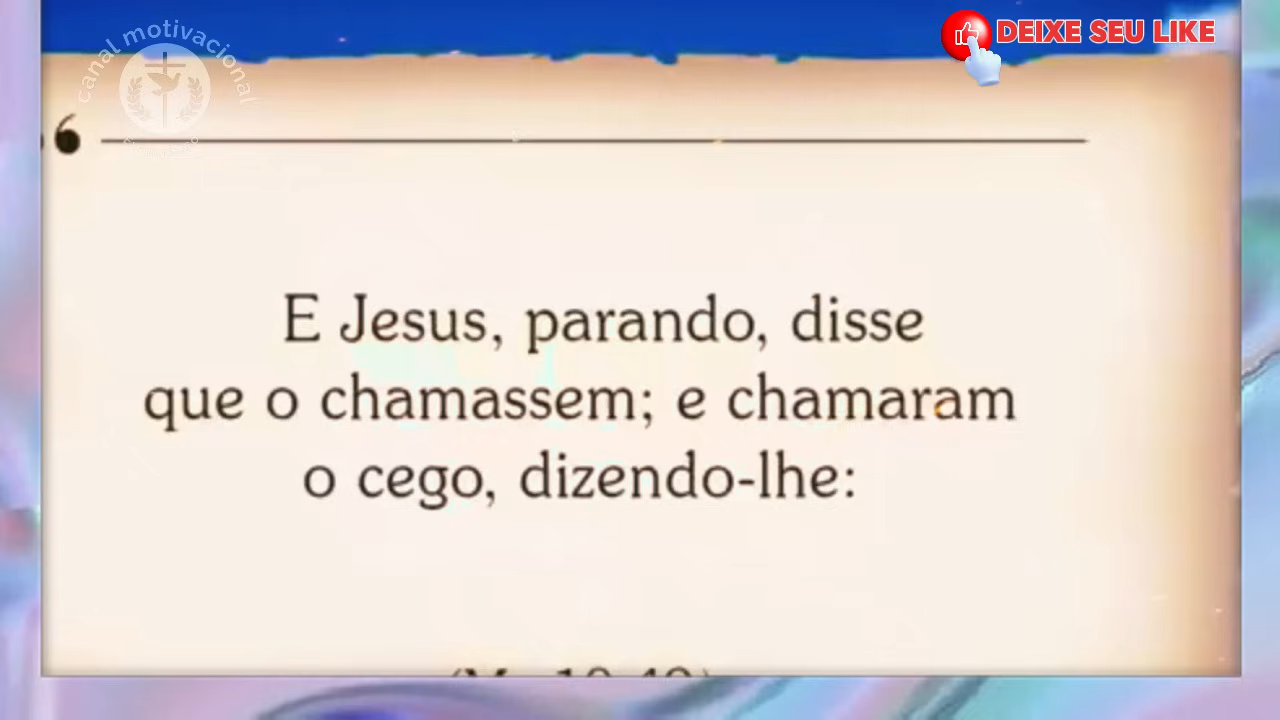 canal motivacional
DEIXE SEU LIKE
E Jesus, parando, disse
que o chamassem; e chamaram
o cego, dizendo-lhe: